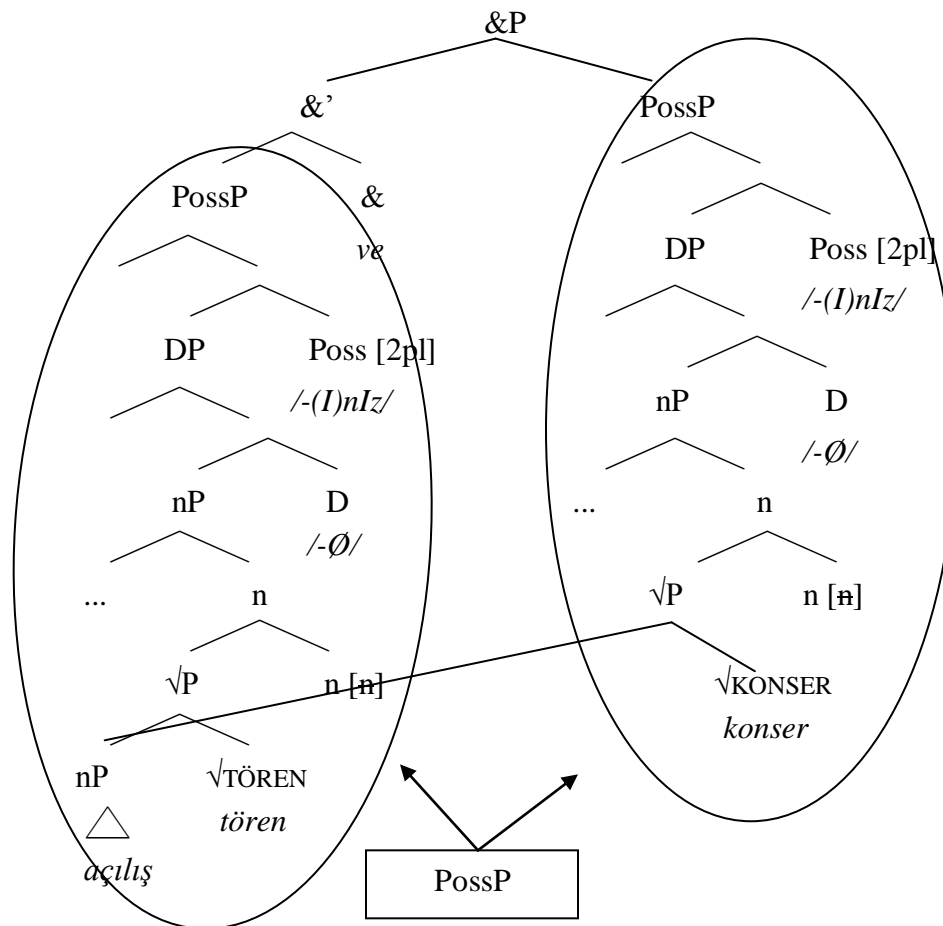 &P
&’ PossP
PossP &
ve
DP Poss [2pl]
/-(I)nIz/
DP Poss [2pl]
/-(I)nIz/
nP D
/-Ø/
nP D
/-Ø/
... n
... n
√P n [n]
√P n [n]
√KONSER
konser
nP √TÖREN
tören
açılış
PossP